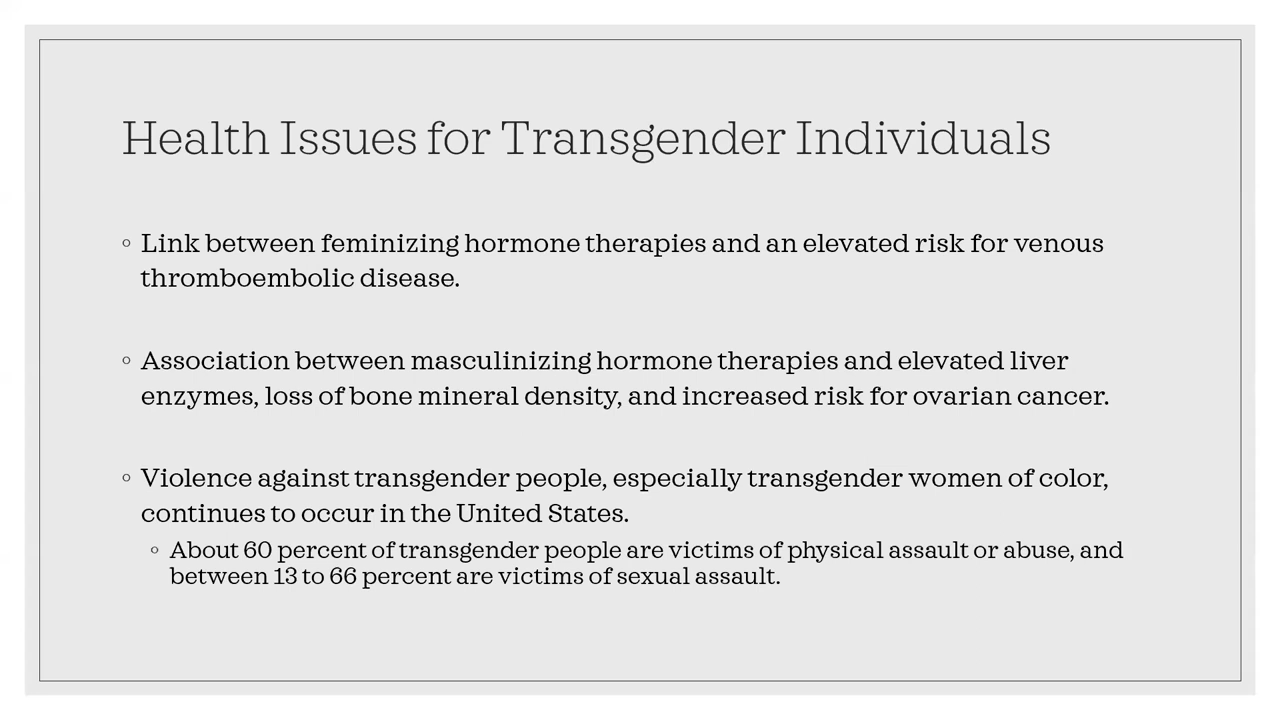 Health Issues for Transgender Individuals
◦ Link between feminizing hormone therapies and an elevated risk for venous
thromboembolic disease.
◦ Association between masculinizing hormone therapies and elevated liver
enzymes, loss of bone mineral density, and increased risk for ovarian cancer.
◦ Violence against transgender people, especially transgender women of color,
continues to occur in the United States.
◦ About 60 percent of transgender people are victims of physical assault or abuse, and
between 13 to 66 percent are victims of sexual assault.